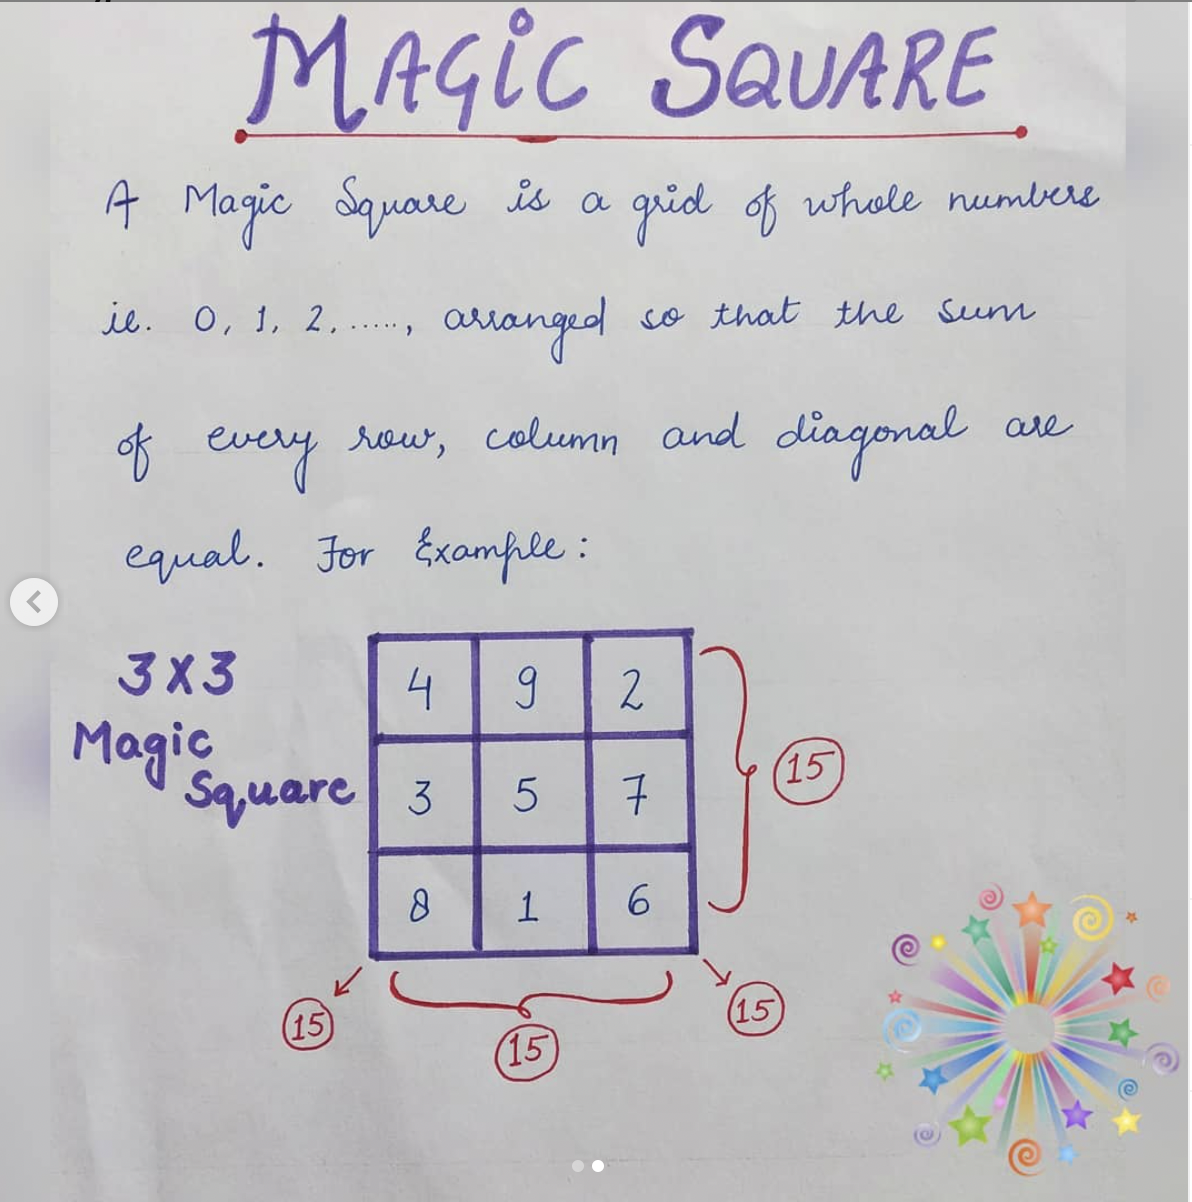 MAGIC SQUARE
A Magic Square is a grid of whole numbers
ie. 0, 1, 2, ....., arranged so that the sum
of every row, column and diagonal are
equal. For Example:
3X3
Magic
Square
4 9 2
3 5 7
8 1 6
15
15
15
15